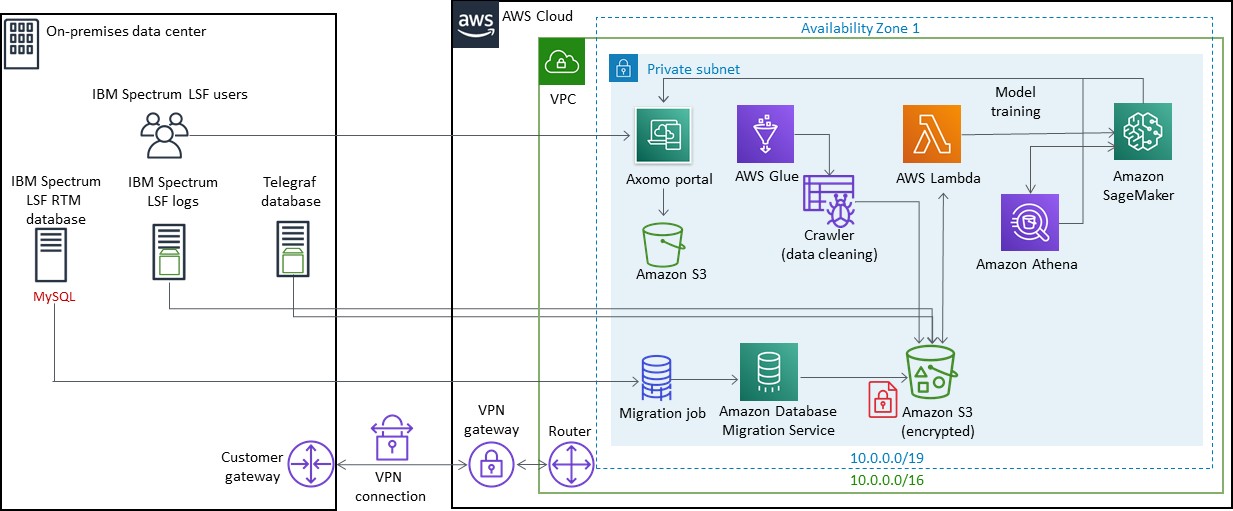 On-premises data center
IBM Spectrum LSF users
IBM Spectrum
LSF RTM
database
MySQL
IBM Spectrum
LSF logs
Telegraf
database
Customer
gateway
VPN
connection
aws
AWS Cloud
VPN
gateway
Router
VPC
Availability Zone 1
Private subnet
Axomo portal
Amazon S3
AWS Glue
Crawler
(data cleaning)
AWS Lambda
Model
training
Amazon
SageMaker
Amazon Athena
Migration job
Amazon Database
Migration Service
Amazon S3
(encrypted)
10.0.0.0/19
10.0.0.0/16